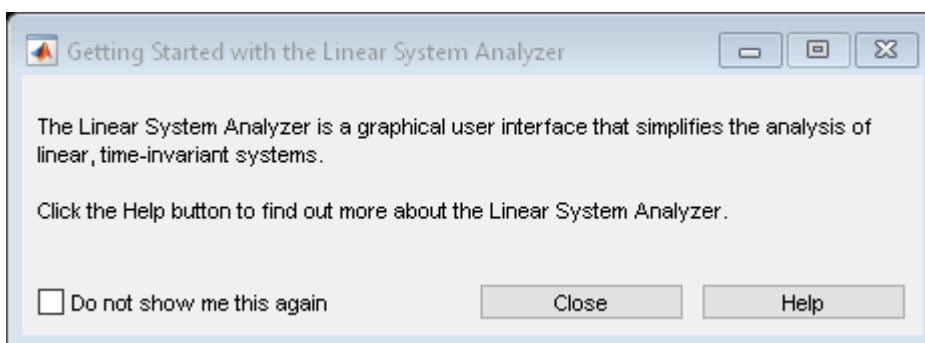 Getting Started with the Linear System Analyzer
The Linear System Analyzer is a graphical user interface that simplifies the analysis of
linear, time-invariant systems.
Click the Help button to find out more about the Linear System Analyzer.
Do not show me this again
Close
Help